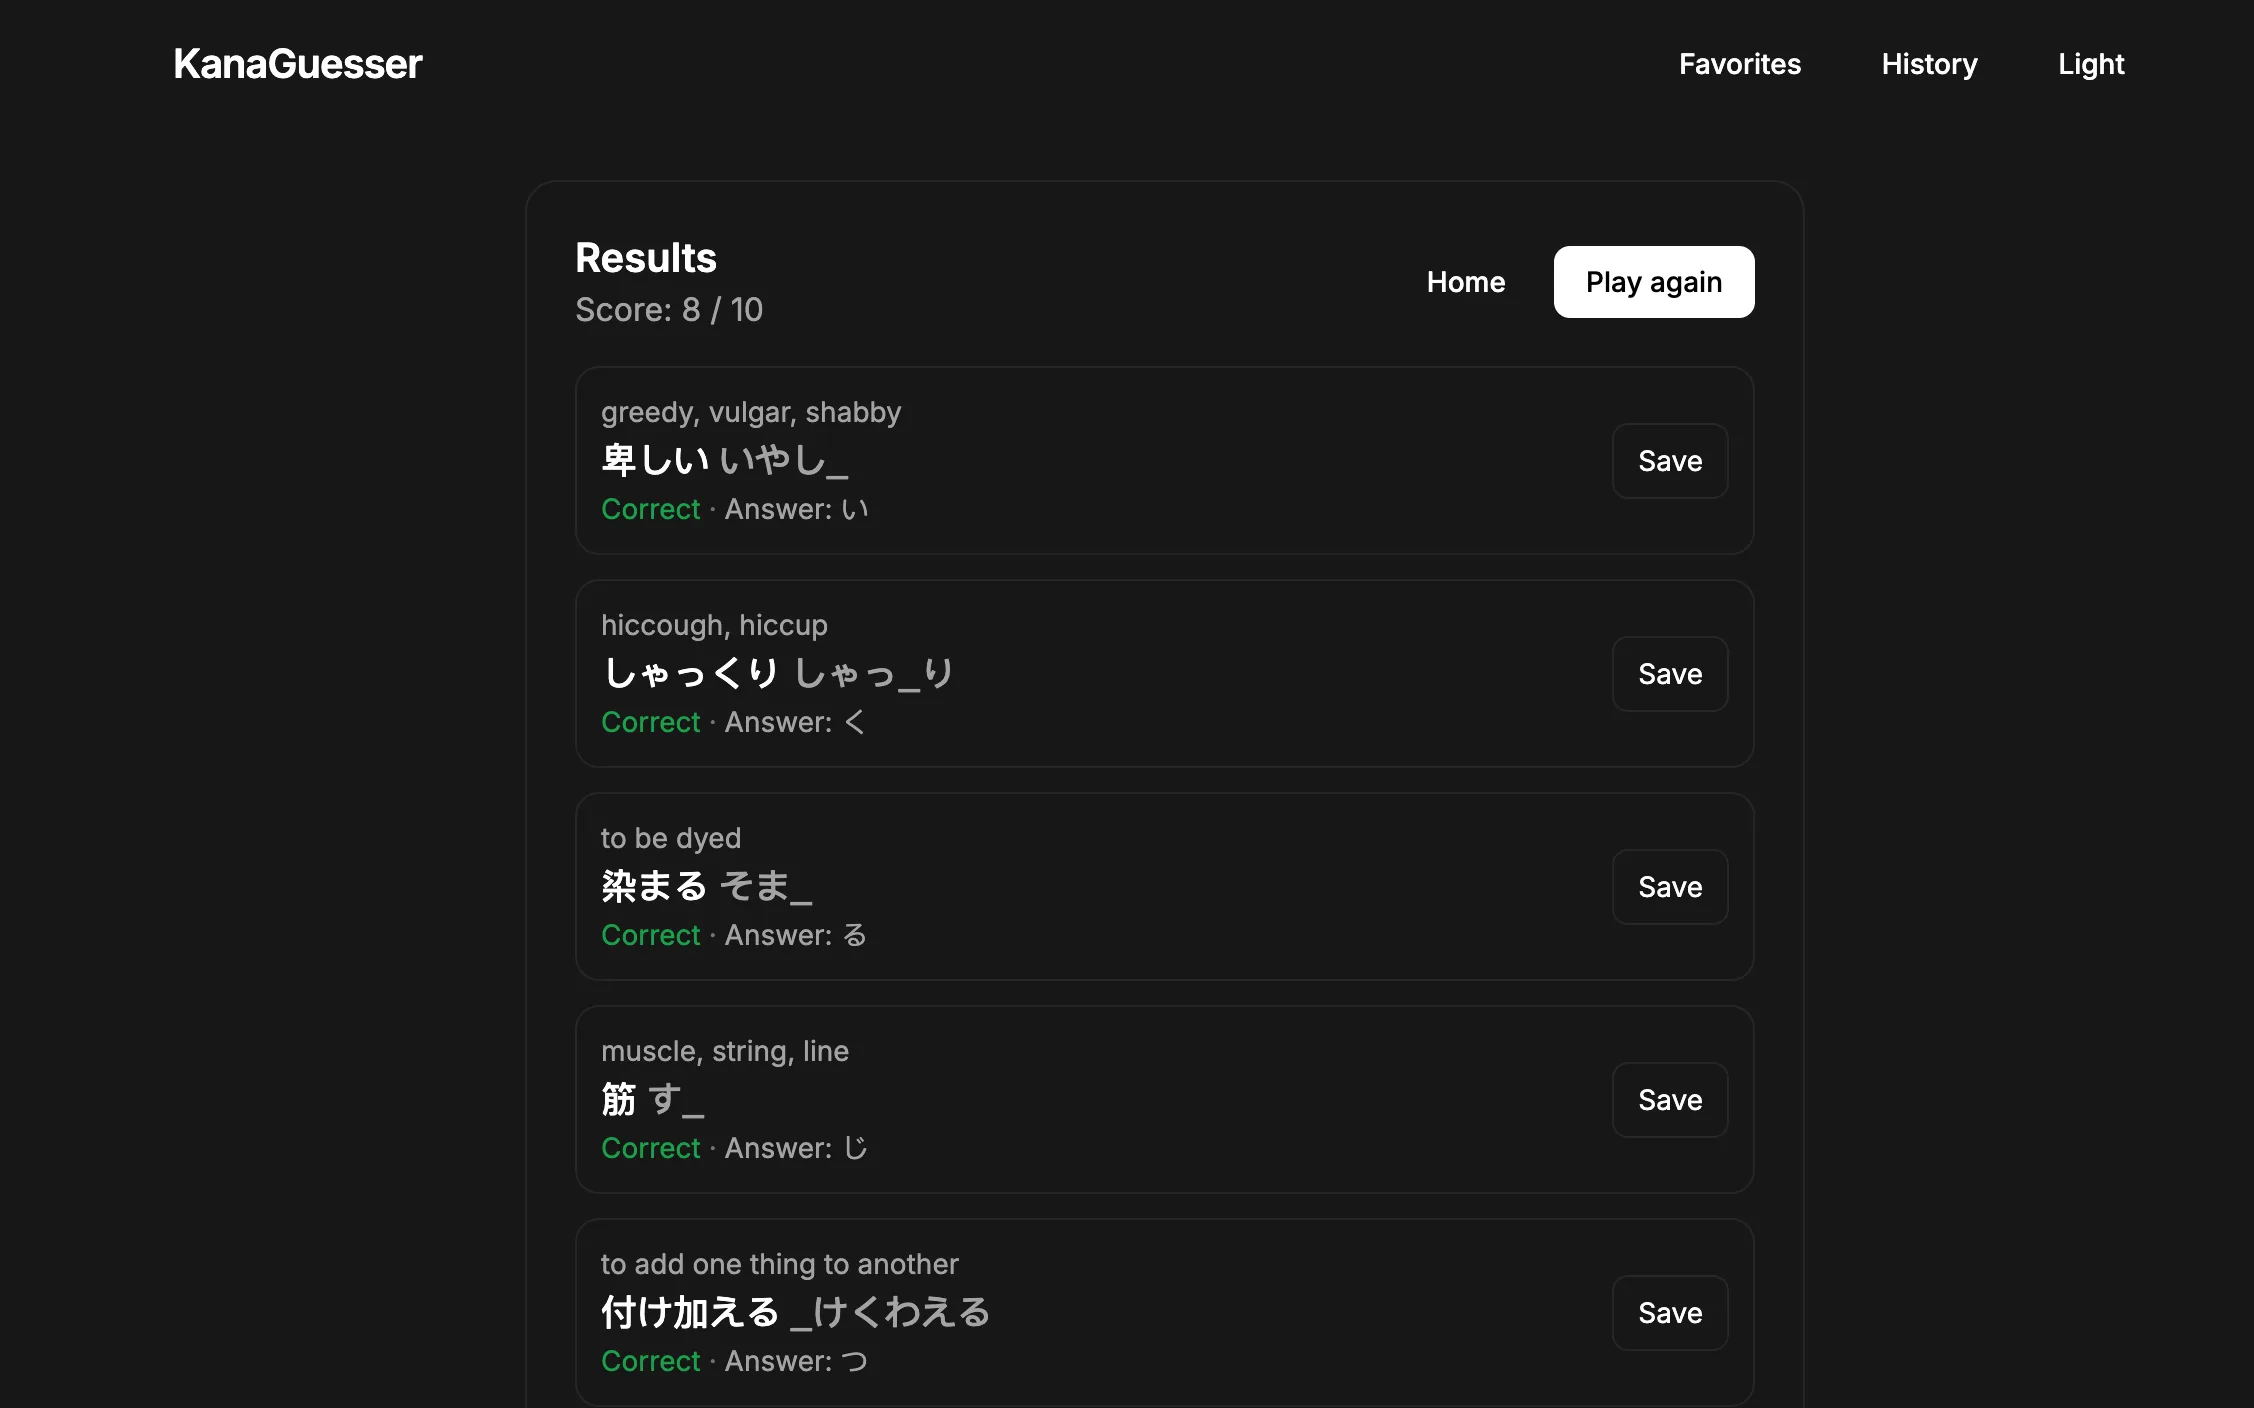 KanaGuesser
Favorites
History
Light
Results
Score: 8 / 10
Home
Play again
greedy, vulgar, shabby
卑しい いやし_
Correct · Answer: い
Save
hiccough, hiccup
しゃっくり しゃっ_り
Correct · Answer: く
Save
to be dyed
染まる そま_
Correct · Answer: る
Save
muscle, string, line
筋 す_
Correct · Answer: じ
Save
to add one thing to another
付け加える _けくわえる
Correct · Answer: つ
Save